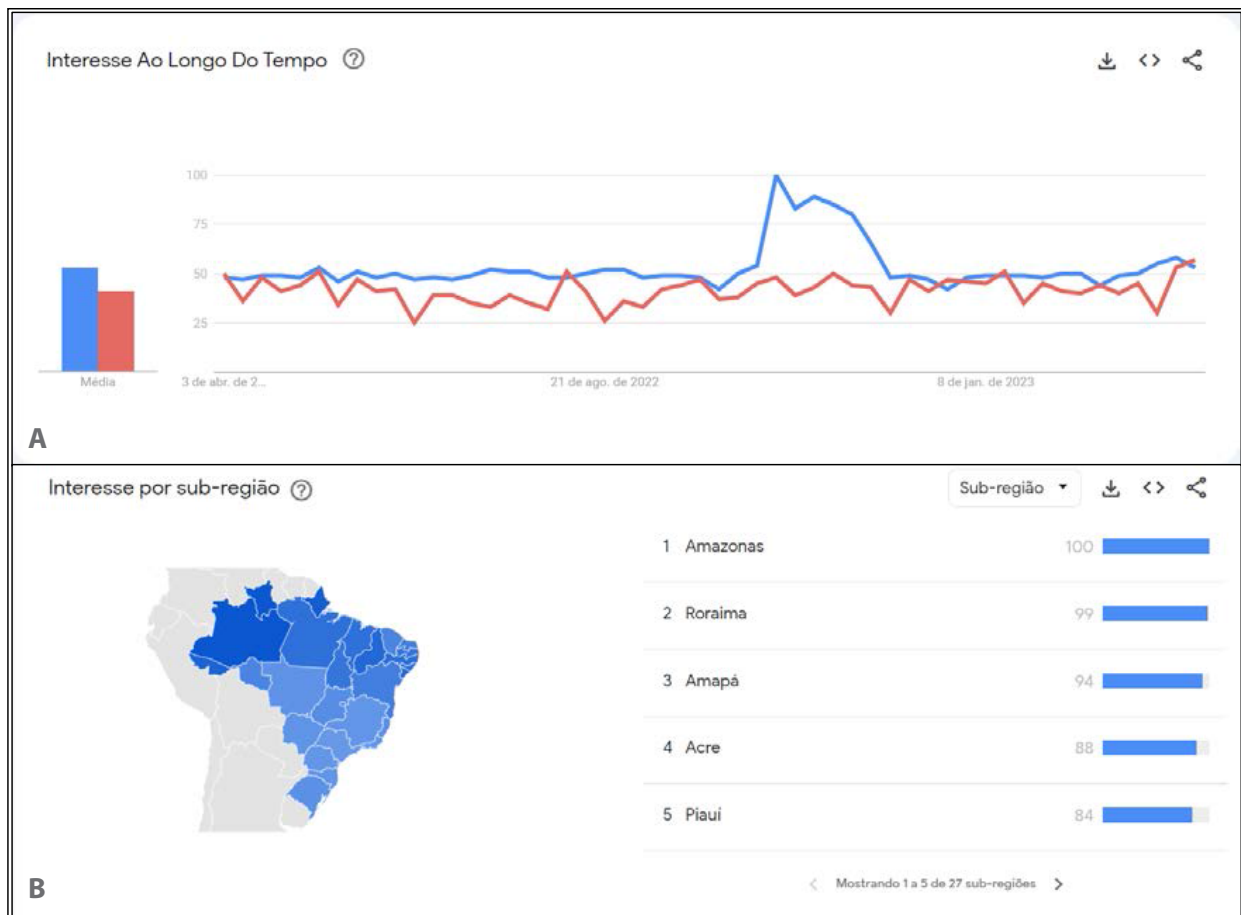 Interesse Ao Longo Do Tempo ?
100
75
50
25
Média
3 de abr. de 2...
21 de ago. de 2022
8 de jan. de 2023
A
Interesse por sub-região ?
Sub-região
1 Amazonas 100
2 Roraima 99
3 Amapá 94
4 Acre 88
5 Piauí 84
Mostrando 1 a 5 de 27 sub-regiões
B